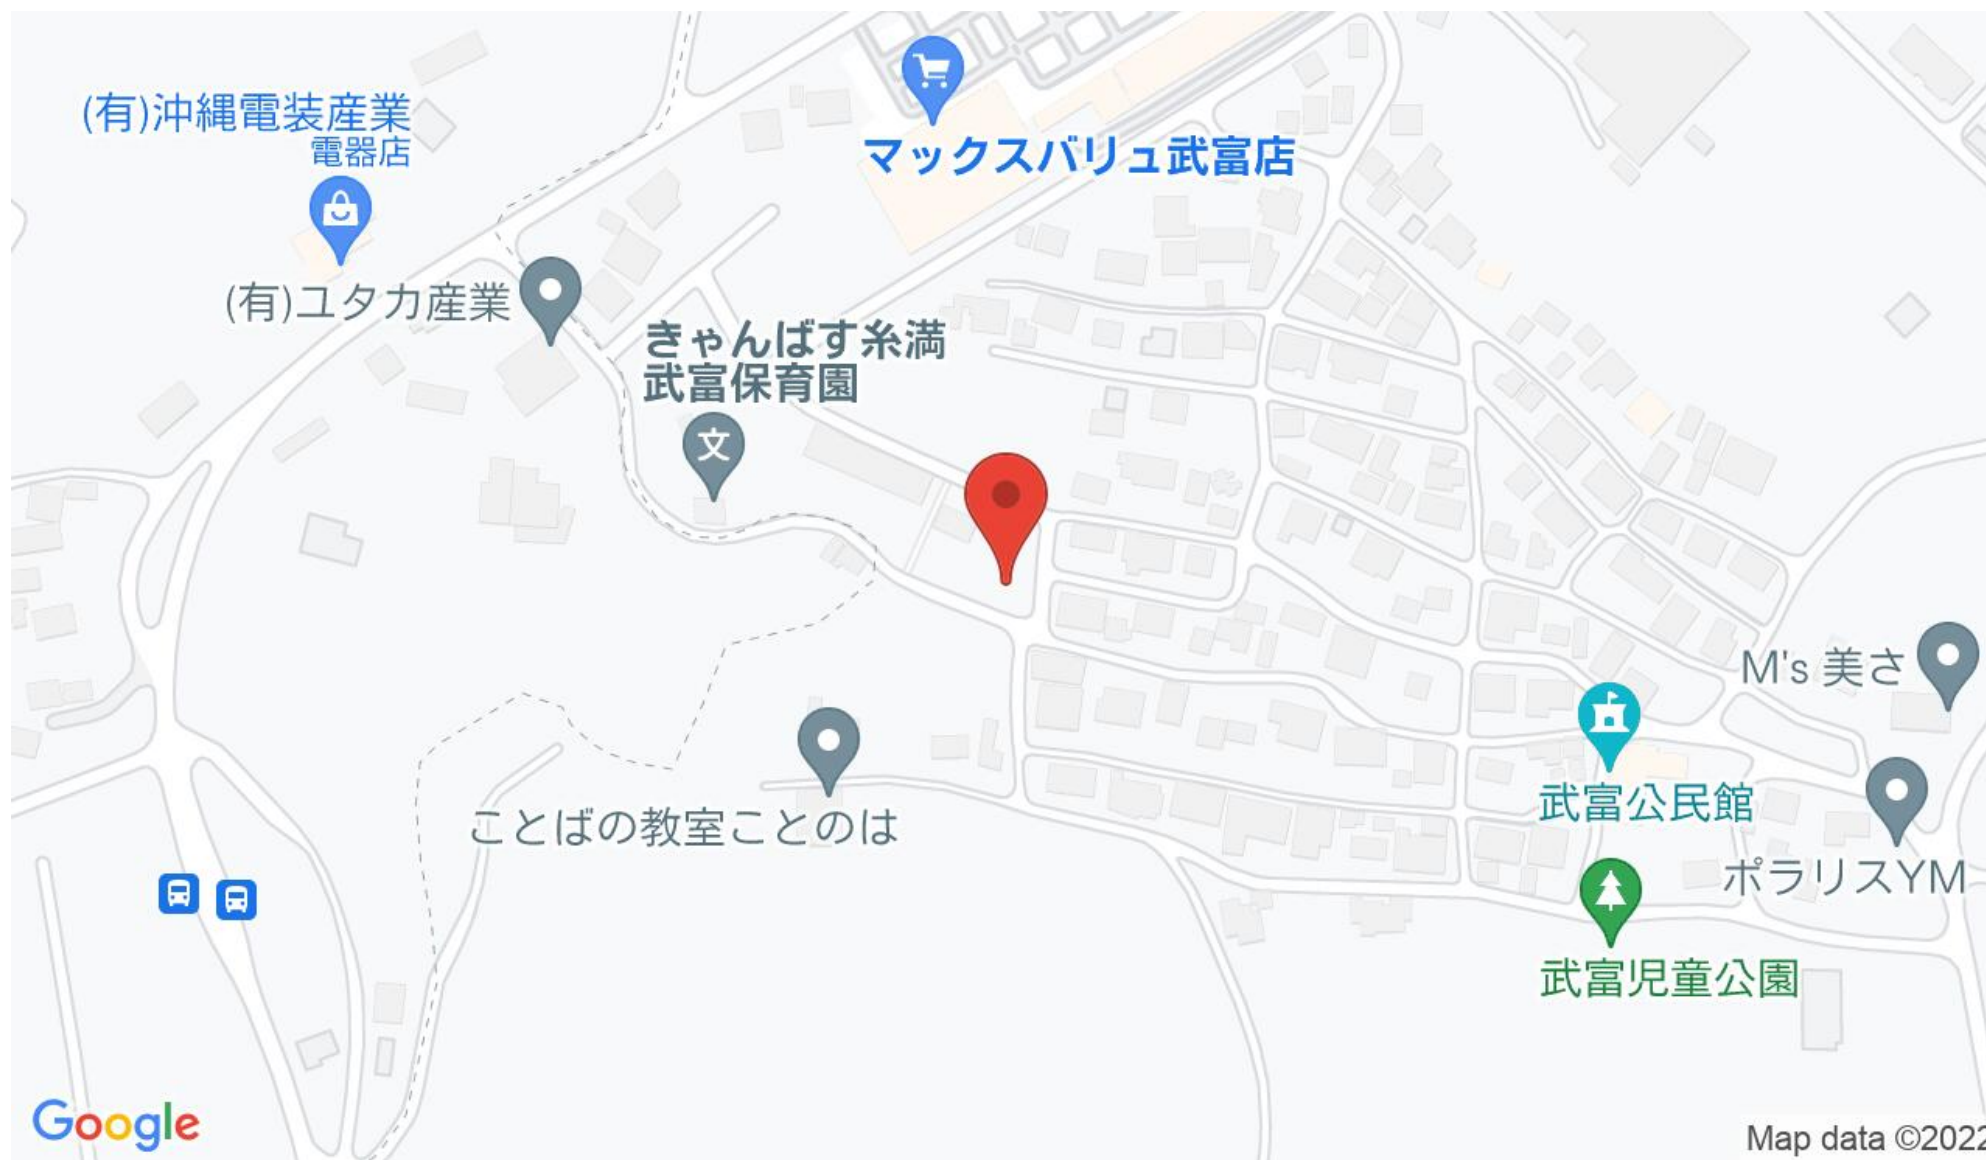 (有)沖縄電装産業
電器店
マックスバリュ武富店
(有)ユタカ産業
きゃんばす糸満
武富保育園
文
M's 美さ
武富公民館
ことばの教室ことのは
ポラリスYM
武富児童公園
Google
Map data ©2022